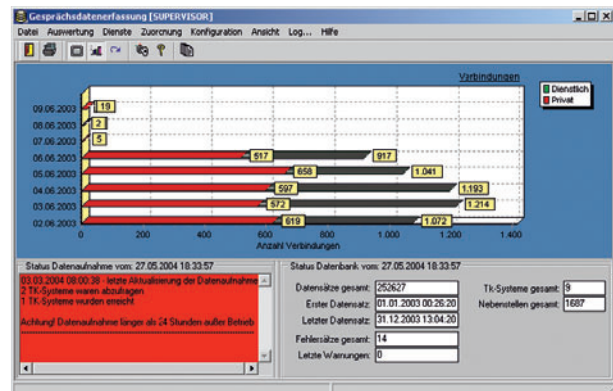 Gesprächsdatenerfassung [SUPERVISOR]
Datei Auswertung Dienste Zuordnung Konfiguration Ansicht Log... Hilfe
Verbindungen
Dienstlich
Privat
09.06.2003 19
08.06.2003 2
07.06.2003 5
06.06.2003 517 917
05.06.2003 658 1.041
04.06.2003 597 1.193
03.06.2003 572 1.214
02.06.2003 619 1.072
0 200 400 600 800 1.000 1.200 1.400
Anzahl Verbindungen
Status Datenaufnahme vom: 27.05.2004 18:33:57
03.03.2004 08:00:38 - letzte Aktualisierung der Datenaufnahme
2 TK-Systeme waren abzufragen
1 TK-Systeme wurden erreicht
Achtung! Datenaufnahme länger als 24 Stunden außer Betrieb
Status Datenbank vom: 27.05.2004 18:33:57
Datensätze gesamt: 252627
Erster Datensatz: 01.01.2003 00:26:20
Letzter Datensatz: 31.12.2003 13:04:20
Fehlersätze gesamt: 14
Letzte Warnungen: 0
Tk-Systeme gesamt: 9
Nebenstellen gesamt: 1687